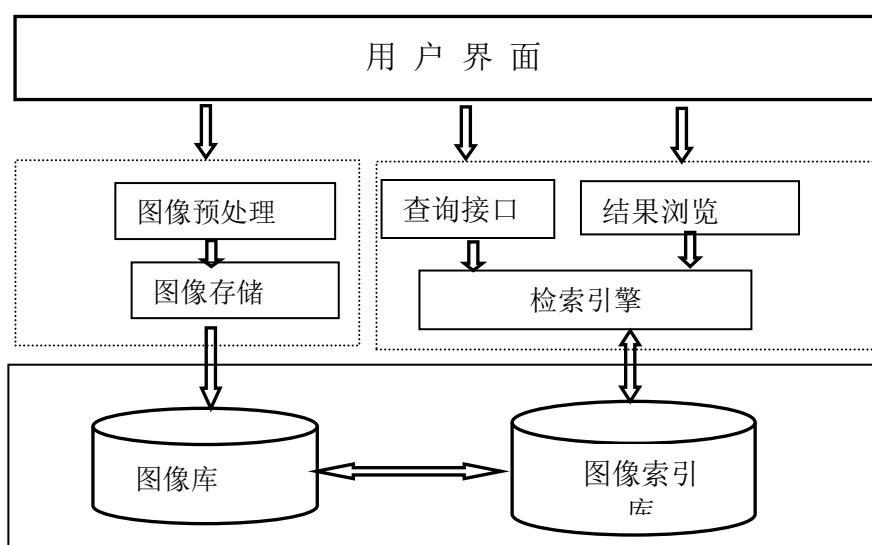 用 户 界 面
图像预处理
查询接口
结果浏览
图像存储
检索引擎
图像库
图像索引
库